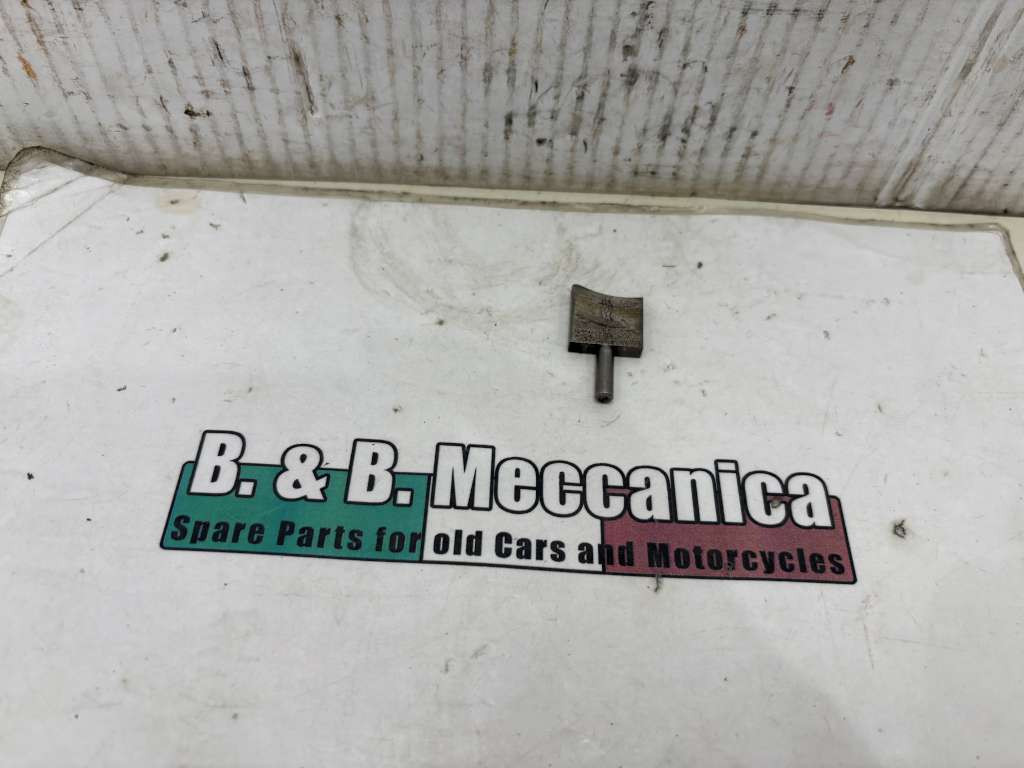 B. & B. Meccanica
Spare Parts for old Cars and Motorcycles